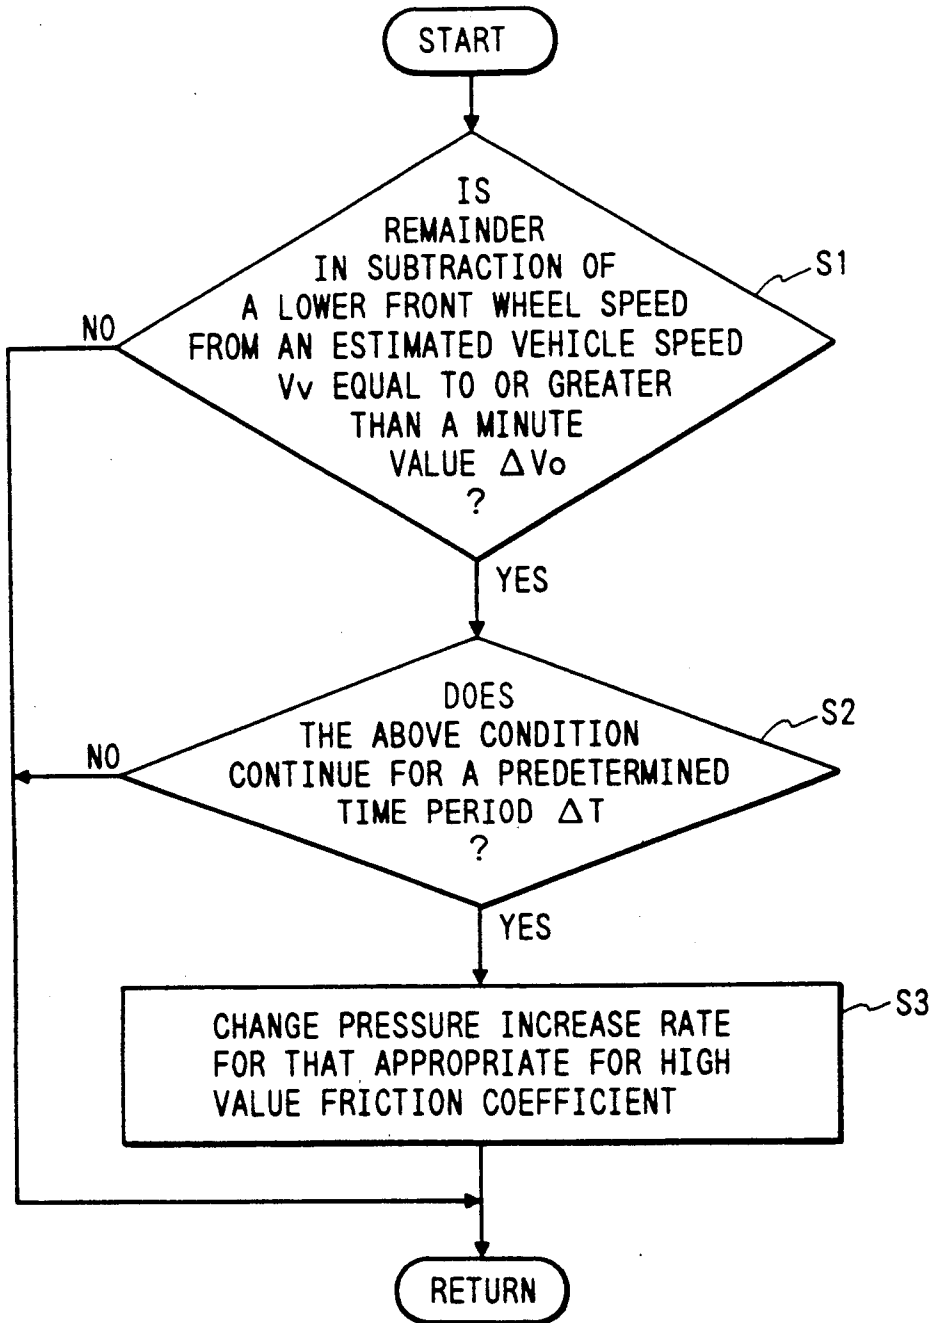 START
IS
REMAINDER
IN SUBTRACTION OF
A LOWER FRONT WHEEL SPEED
FROM AN ESTIMATED VEHICLE SPEED
Vv EQUAL TO OR GREATER
THAN A MINUTE
VALUE ΔVo
?
S1
NO
YES
DOES
THE ABOVE CONDITION
CONTINUE FOR A PREDETERMINED
TIME PERIOD ΔT
?
S2
NO
YES
CHANGE PRESSURE INCREASE RATE
FOR THAT APPROPRIATE FOR HIGH
VALUE FRICTION COEFFICIENT
S3
RETURN